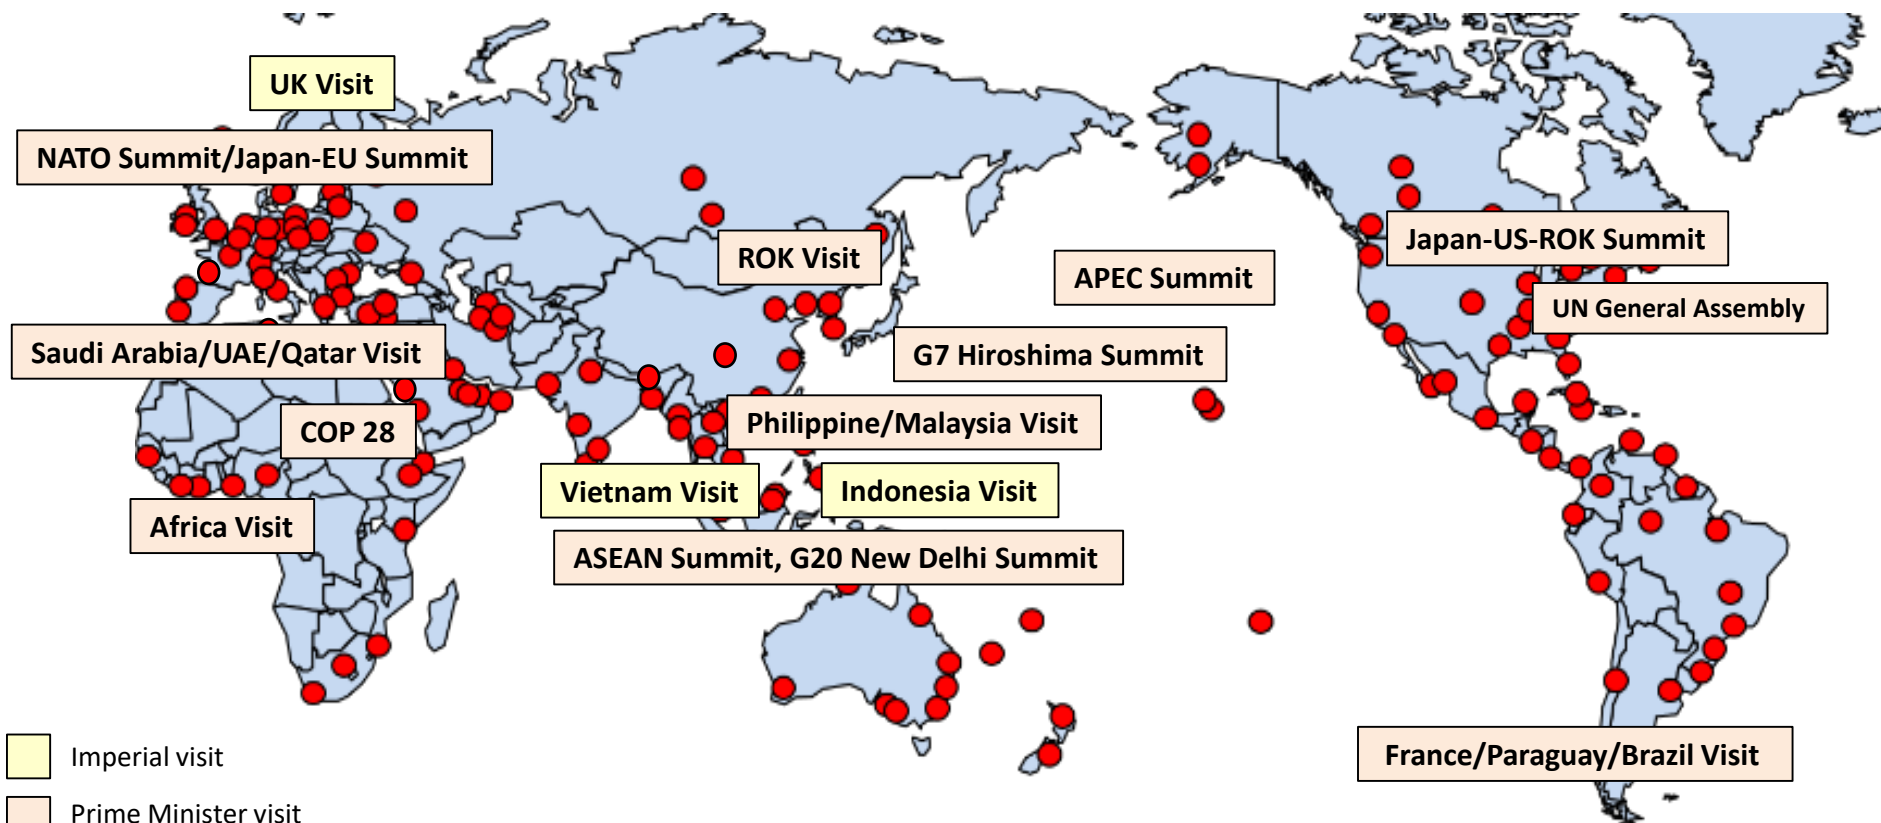 UK Visit
NATO Summit/Japan-EU Summit
ROK Visit
Japan-US-ROK Summit
APEC Summit
UN General Assembly
Saudi Arabia/UAE/Qatar Visit
G7 Hiroshima Summit
COP 28
Philippine/Malaysia Visit
Vietnam Visit
Indonesia Visit
Africa Visit
ASEAN Summit, G20 New Delhi Summit
France/Paraguay/Brazil Visit
Imperial visit
Prime Minister visit